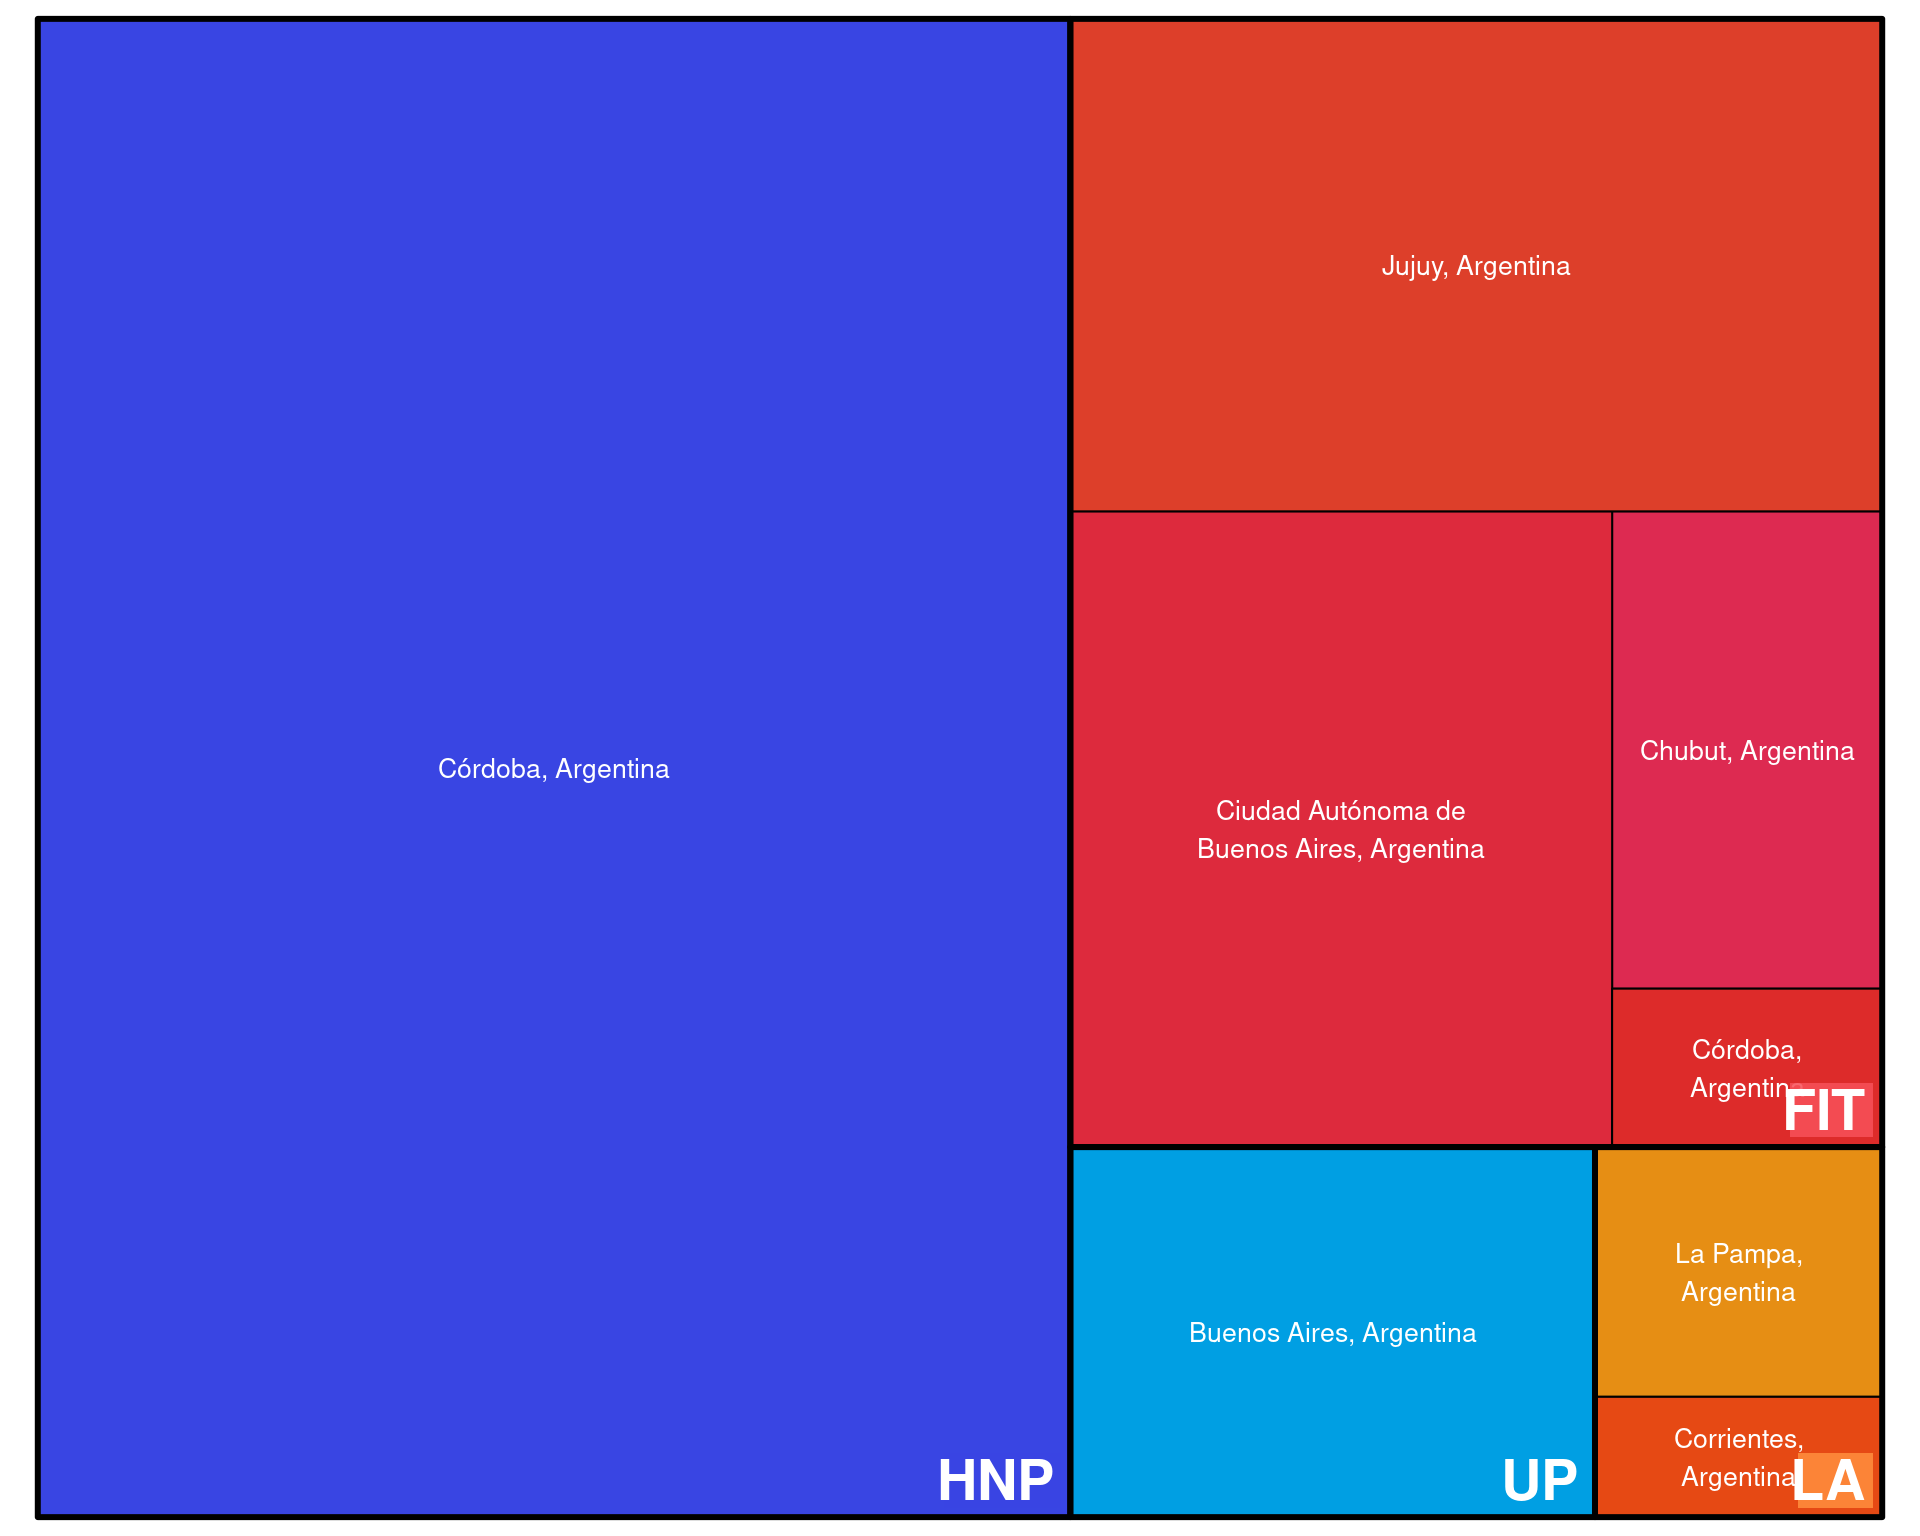 Córdoba, Argentina
HNP
Jujuy, Argentina
Ciudad Autónoma de
Buenos Aires, Argentina
Chubut, Argentina
Córdoba,
Argentina
FIT
Buenos Aires, Argentina
UP
La Pampa,
Argentina
Corrientes,
Argentina
LA